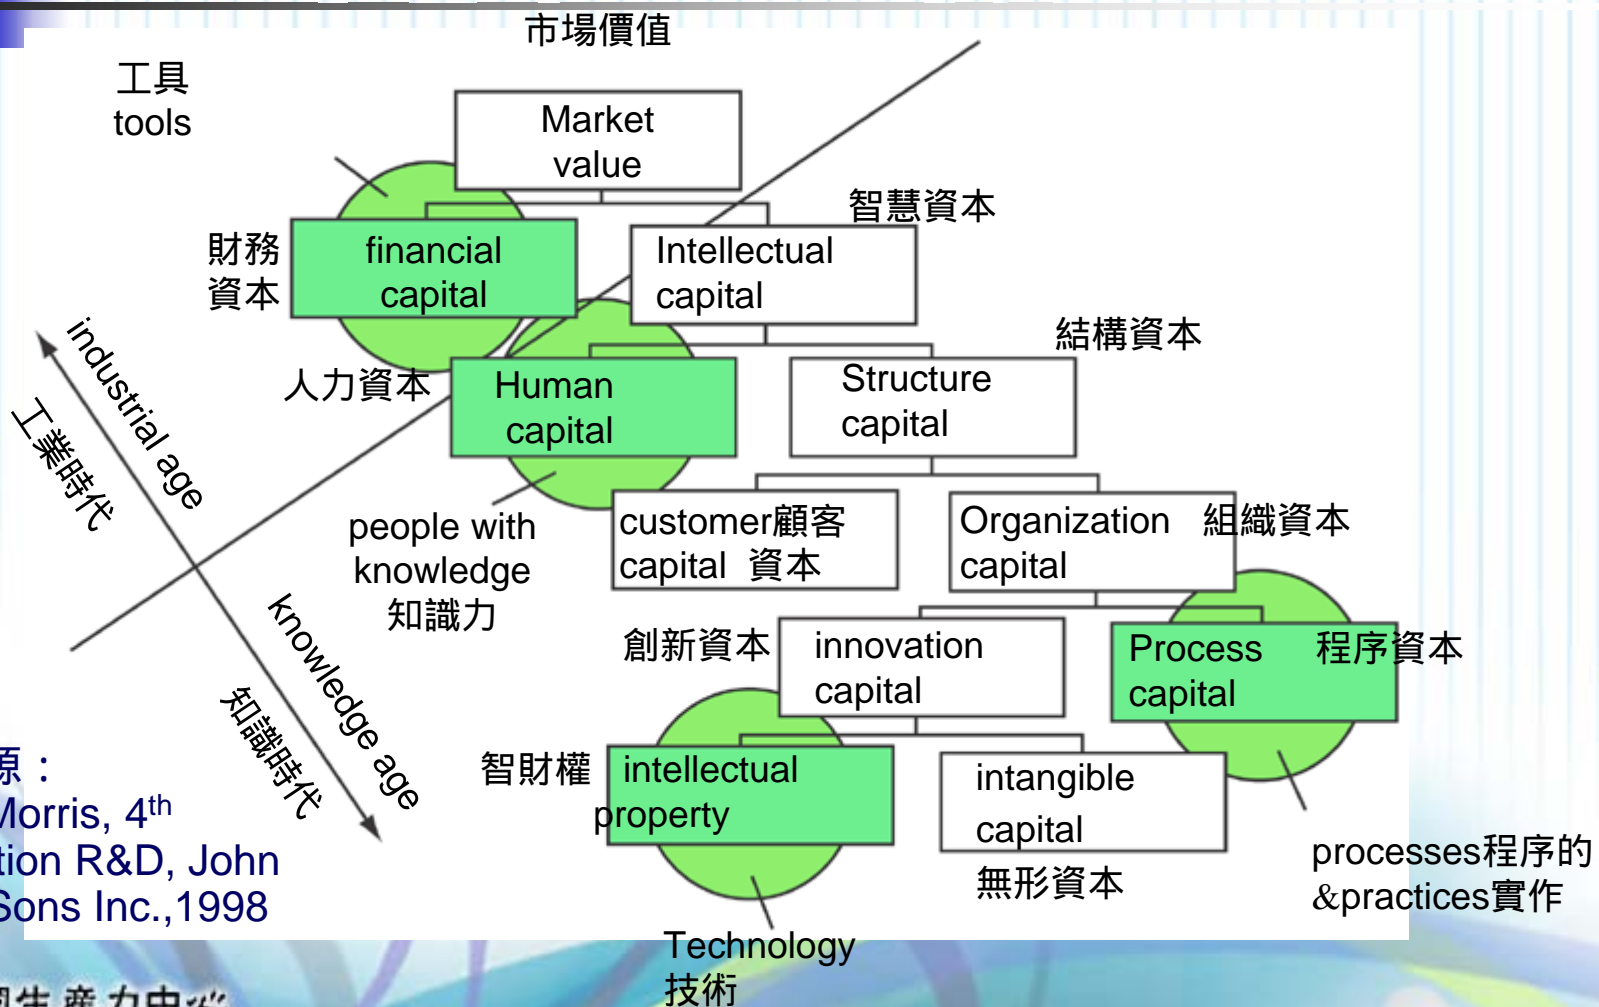 市場價值
工具
tools
Market
value
智慧資本
財務
資本
financial
capital
Intellectual
capital
結構資本
人力資本
Human
capital
Structure
capital
industrial age
工業時代
people with
knowledge
知識力
customer顧客
capital 資本
Organization
capital
組織資本
knowledge age
知識時代
創新資本
innovation
capital
Process
capital
程序資本
智財權
intellectual
property
intangible
capital
無形資本
processes程序的
&practices實作
Technology
技術
源：
Morris, 4th
tion R&D, John
Sons Inc.,1998
生產力中心